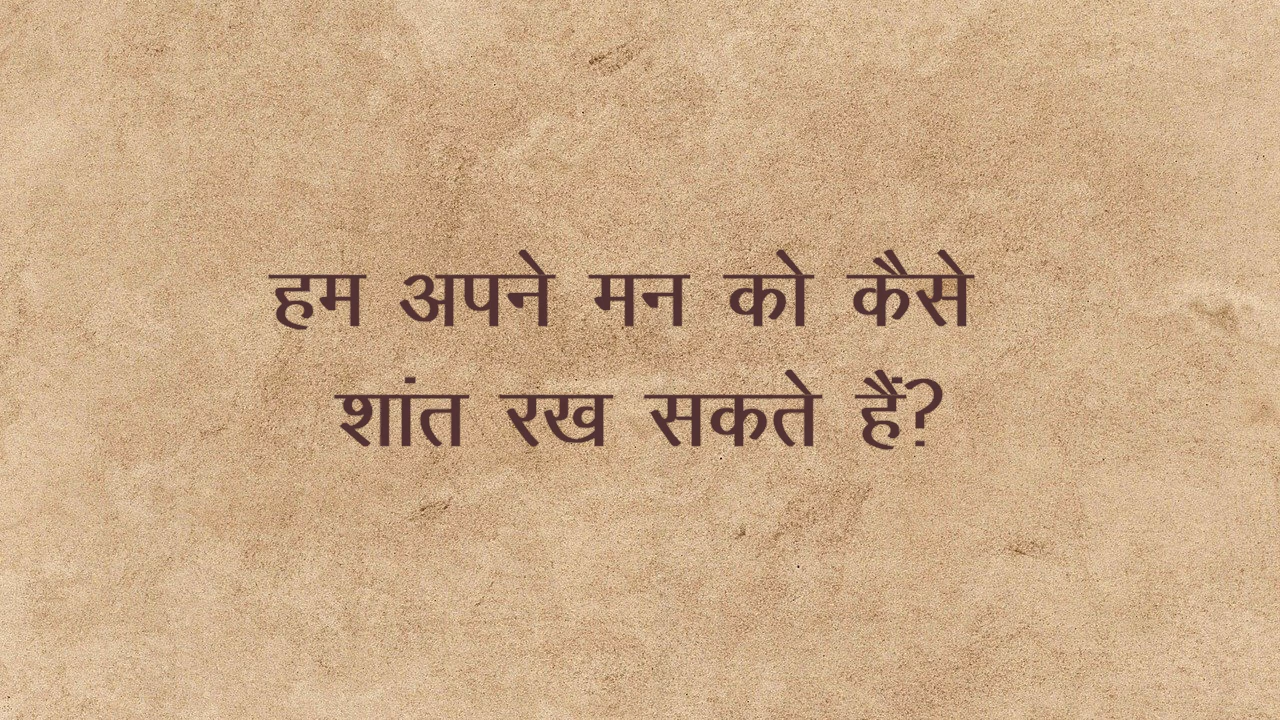 हम अपने मन को कैसे
शांत रख सकते हैं?